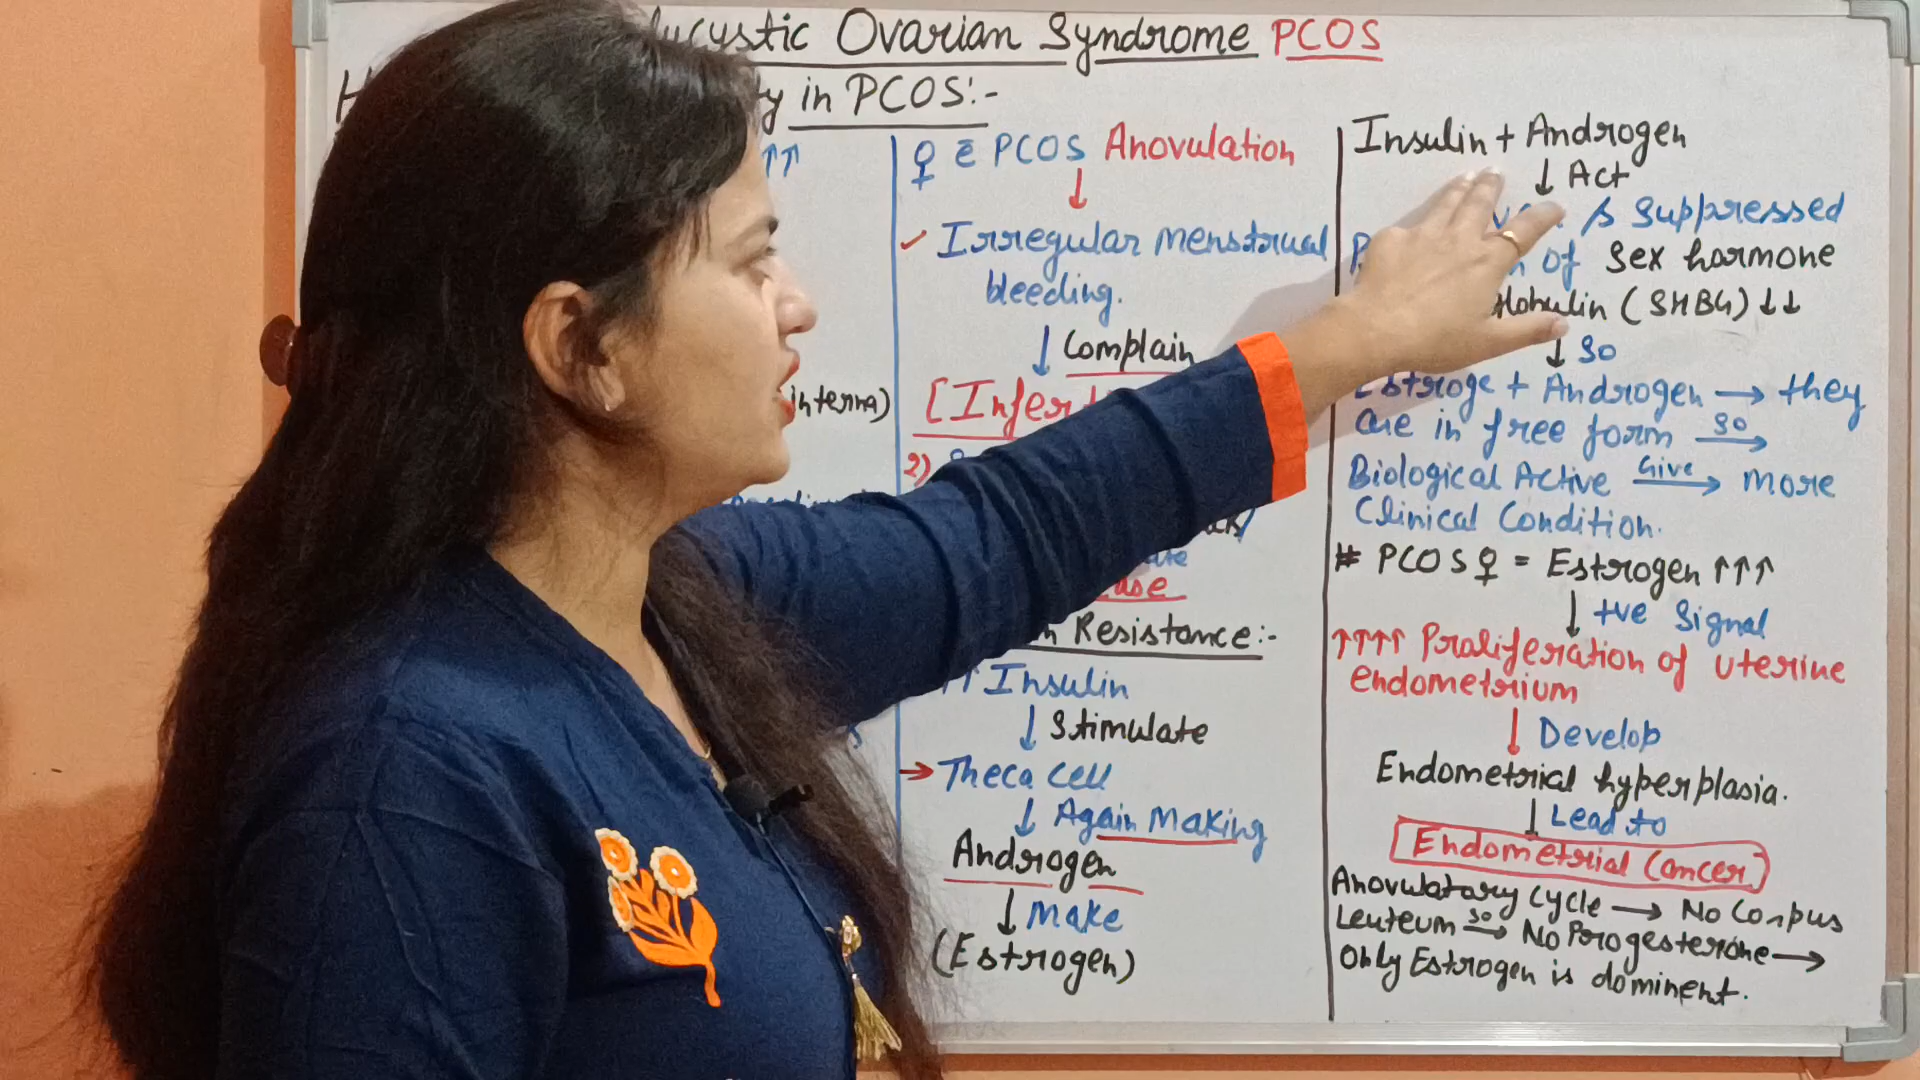 Ovarian Syndrome PCOS
in PCOS:-
↑↑
interna)
♀ c̄ PCOS Anovulation
↓
✓ Irregular menstrual
bleeding.
↓ Complain
[Infer
2)
Resistance:-
↑ Insulin
↓ Stimulate
→ Theca Cell
↓ Again Making
Androgen
↓ Make
(Estrogen)
Insulin + Androgen
↓ Act
Suppressed
of Sex hormone
(SHBG) ↓↓
↓ So
Estroge + Androgen → they
are in free form So →
Biological Active Give → more
Clinical Condition.
# PCOS ♀ = Estrogen ↑↑↑
↓ +ve Signal
↑↑↑↑ Proliferation of uterine
endometrium
↓ Develop
Endometrial hyperplasia.
↓ Lead to
Endometrial Cancer
Anovulatary Cycle → No Corpus
Leuteum So → No Progesterone →
Only Estrogen is dominent.